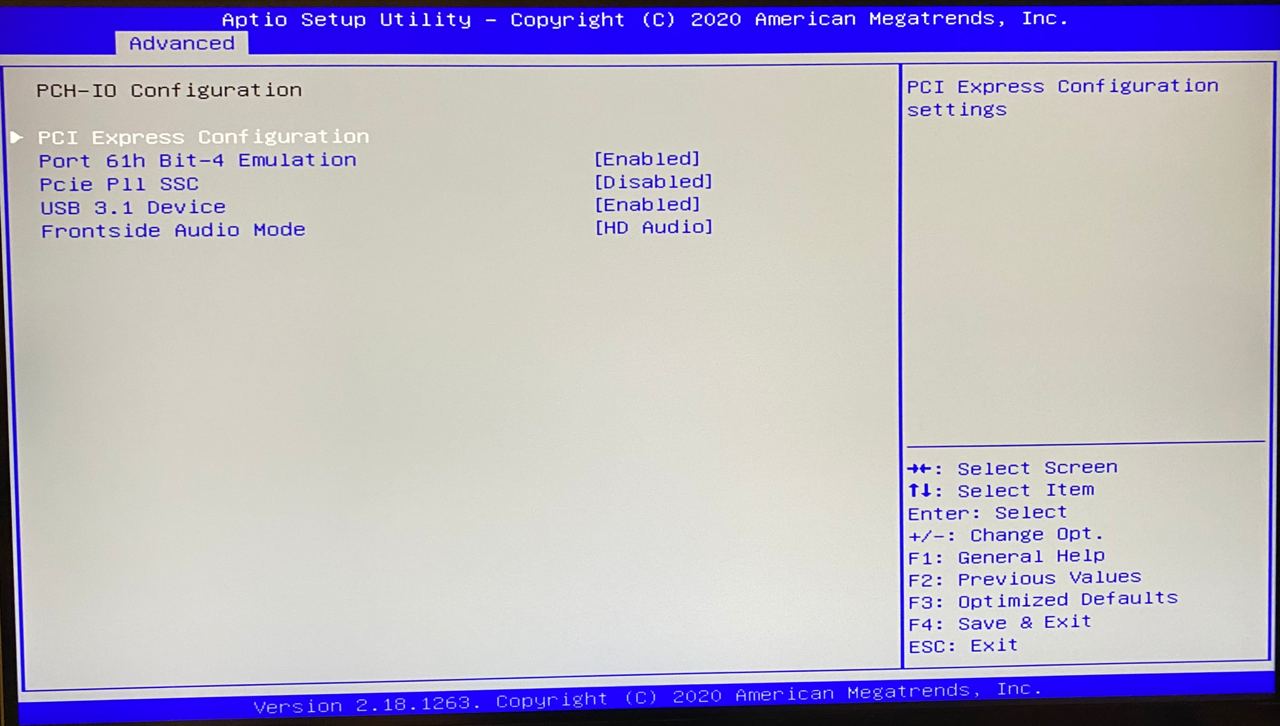 Aptio Setup Utility – Copyright (C) 2020 American Megatrends, Inc.
Advanced
PCH-IO Configuration
► PCI Express Configuration
Port 61h Bit-4 Emulation [Enabled]
Pcie Pll SSC [Disabled]
USB 3.1 Device [Enabled]
Frontside Audio Mode [HD Audio]
PCI Express Configuration
settings
→←: Select Screen
↑↓: Select Item
Enter: Select
+/-: Change Opt.
F1: General Help
F2: Previous Values
F3: Optimized Defaults
F4: Save & Exit
ESC: Exit
Version 2.18.1263. Copyright (C) 2020 American Megatrends, Inc.